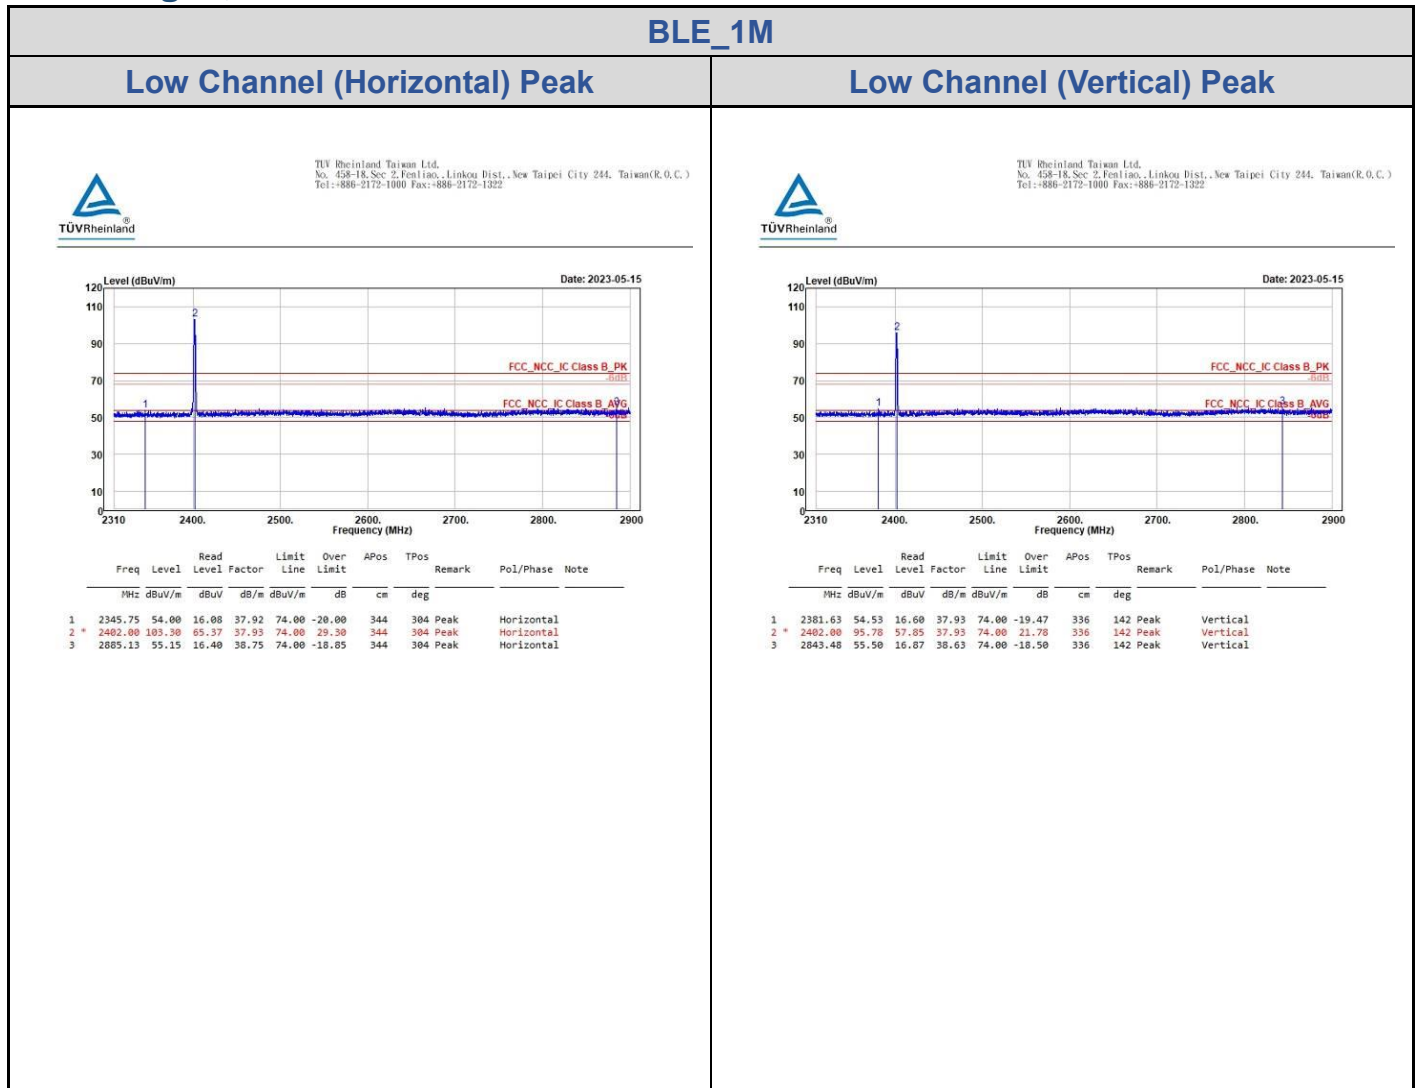 BLE_1M
Low Channel (Horizontal) Peak
Low Channel (Vertical) Peak
TUV Rheinland Taiwan Ltd.
No. 458-18,Sec 2,Fenliao.,Linkou Dist.,New Taipei City 244, Taiwan(R.O.C.)
Tel:+886-2172-1000 Fax:+886-2172-1322
TÜVRheinland
®
Level (dBuV/m)
Date: 2023-05-15
120
110
90
70
50
30
10
0
2
1
3
FCC_NCC_IC Class B_PK
-6dB
FCC_NCC_IC Class B_AVG
-6dB
2310 2400. 2500. 2600. 2700. 2800. 2900
Frequency (MHz)
Read Limit Over APos TPos
Freq Level Level Factor Line Limit Remark Pol/Phase Note
MHz dBuV/m dBuV dB/m dBuV/m dB cm deg
1 2345.75 54.00 16.08 37.92 74.00 -20.00 344 304 Peak Horizontal
2 * 2402.00 103.30 65.37 37.93 74.00 29.30 344 304 Peak Horizontal
3 2885.13 55.15 16.40 38.75 74.00 -18.85 344 304 Peak Horizontal
TUV Rheinland Taiwan Ltd.
No. 458-18,Sec 2,Fenliao.,Linkou Dist.,New Taipei City 244, Taiwan(R.O.C.)
Tel:+886-2172-1000 Fax:+886-2172-1322
TÜVRheinland
®
Level (dBuV/m)
Date: 2023-05-15
120
110
90
70
50
30
10
0
2
1
3
FCC_NCC_IC Class B_PK
-6dB
FCC_NCC_IC Class B_AVG
-6dB
2310 2400. 2500. 2600. 2700. 2800. 2900
Frequency (MHz)
Read Limit Over APos TPos
Freq Level Level Factor Line Limit Remark Pol/Phase Note
MHz dBuV/m dBuV dB/m dBuV/m dB cm deg
1 2381.63 54.53 16.60 37.93 74.00 -19.47 336 142 Peak Vertical
2 * 2402.00 95.78 57.85 37.93 74.00 21.78 336 142 Peak Vertical
3 2843.48 55.50 16.87 38.63 74.00 -18.50 336 142 Peak Vertical